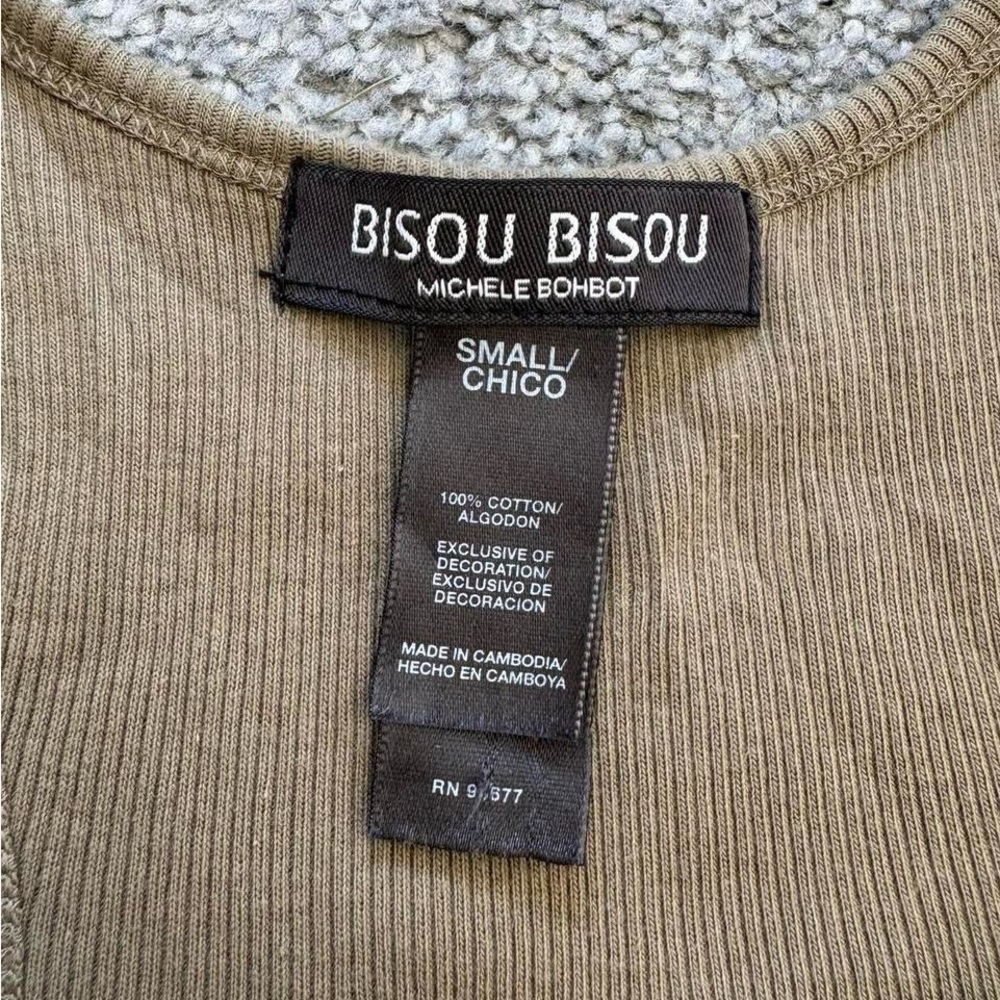 BISOU BISOU
MICHELE BOHBOT
SMALL/
CHICO
100% COTTON/
ALGODON
EXCLUSIVE OF
DECORATION/
EXCLUSIVO DE
DECORACION
MADE IN CAMBODIA/
HECHO EN CAMBOYA
RN